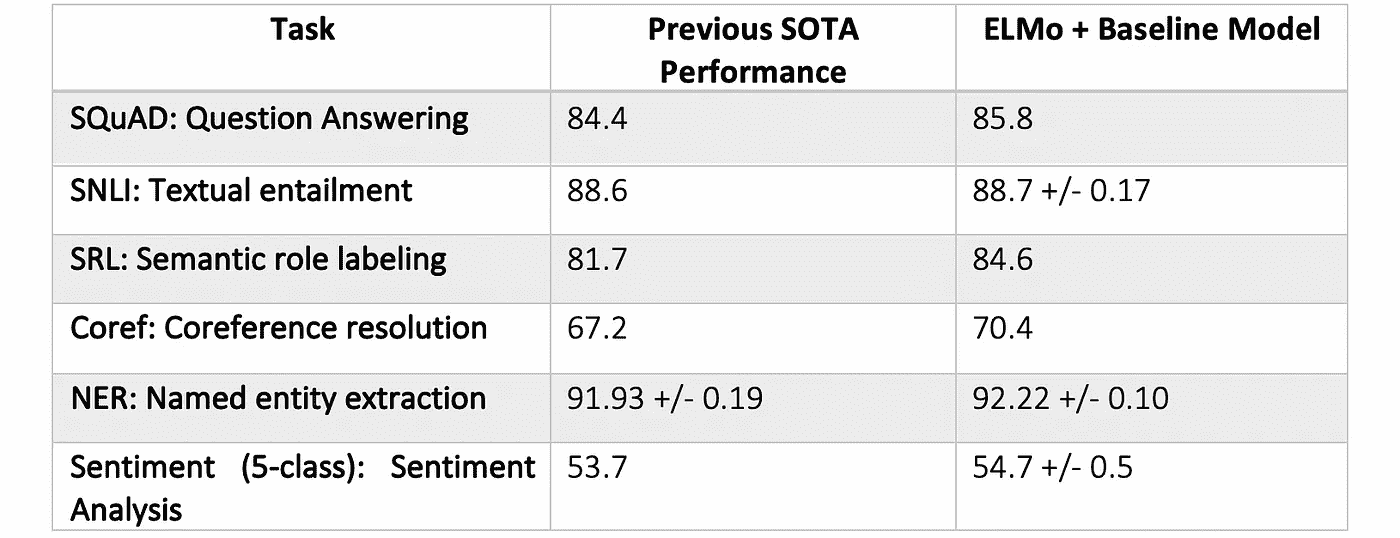 Task Previous SOTA Performance ELMo + Baseline Model
SQuAD: Question Answering 84.4 85.8
SNLI: Textual entailment 88.6 88.7 +/- 0.17
SRL: Semantic role labeling 81.7 84.6
Coref: Coreference resolution 67.2 70.4
NER: Named entity extraction 91.93 +/- 0.19 92.22 +/- 0.10
Sentiment (5-class): Sentiment Analysis 53.7 54.7 +/- 0.5